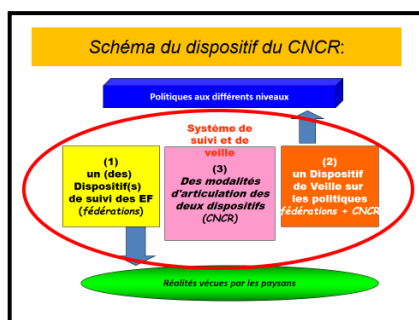 Schéma du dispositif du CNCR:
Politiques aux différents niveaux
Système de
suivi et de
veille
(1)
un (des)
Dispositif(s)
de suivi des EF
(fédérations)
(3)
Des modalités
d'articulation des
deux dispositifs
(CNCR)
(2)
un Dispositif
de Veille sur
les politiques
fédérations + CNCR)
Réalités vécues par les paysans